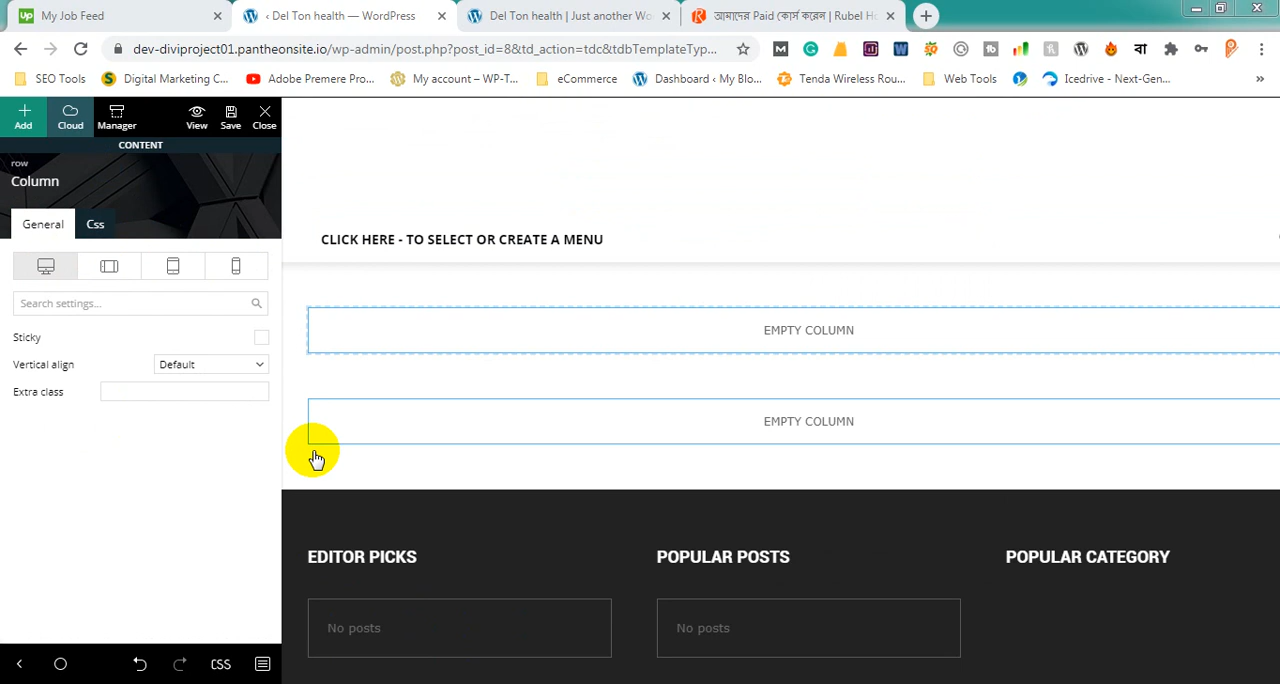 My Job Feed
‹ Del Ton health — WordPress
Del Ton health | Just another Wo
আমাদের Paid কোর্স করেল | Rubel H
dev-diviproject01.pantheonsite.io/wp-admin/post.php?post_id=8&td_action=tdc&tdbTemplateTyp...
SEO Tools
Digital Marketing C...
Adobe Premere Pro...
My account – WP-T...
eCommerce
Dashboard ‹ My Blo...
Tenda Wireless Rou...
Web Tools
Icedrive - Next-Gen...
»
Add
Cloud
Manager
View
Save
Close
CONTENT
row
Column
General
Css
Search settings...
Sticky
Vertical align
Default
Extra class
CSS
CLICK HERE - TO SELECT OR CREATE A MENU
EMPTY COLUMN
EMPTY COLUMN
EDITOR PICKS
POPULAR POSTS
POPULAR CATEGORY
No posts
No posts